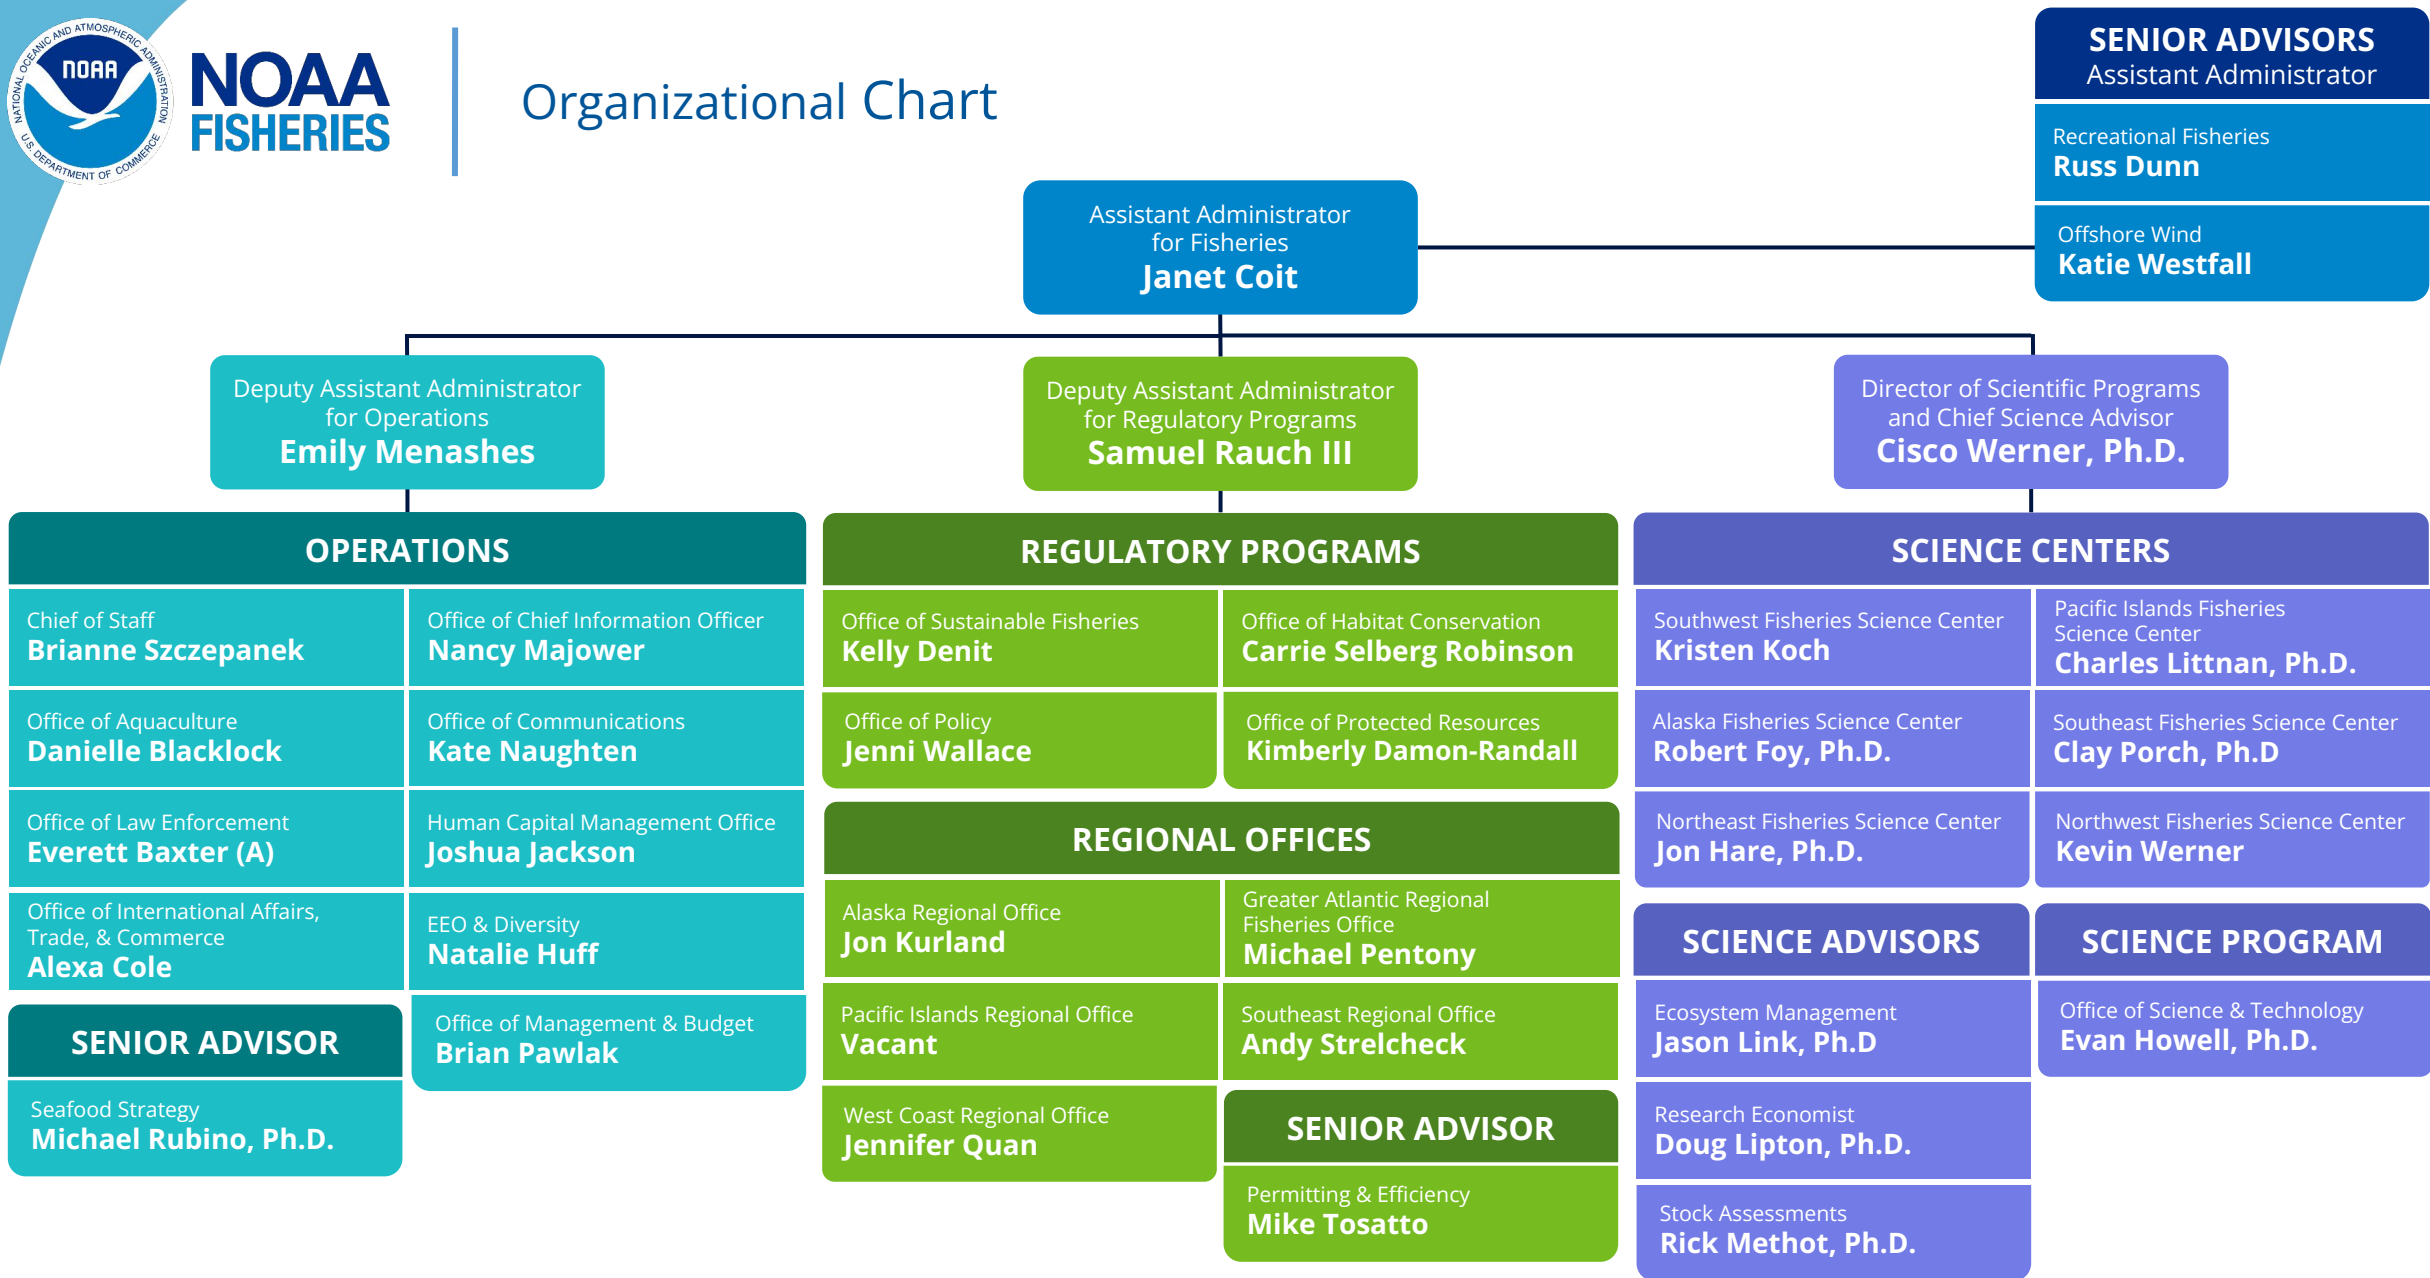 NATIONAL OCEANIC AND ATMOSPHERIC ADMINISTRATION
U.S. DEPARTMENT OF COMMERCE
NOAA
NOAA
FISHERIES
Organizational Chart
SENIOR ADVISORS
Assistant Administrator
Recreational Fisheries
Russ Dunn
Offshore Wind
Katie Westfall
Assistant Administrator
for Fisheries
Janet Coit
Deputy Assistant Administrator
for Operations
Emily Menashes
Deputy Assistant Administrator
for Regulatory Programs
Samuel Rauch III
Director of Scientific Programs
and Chief Science Advisor
Cisco Werner, Ph.D.
OPERATIONS
Chief of Staff
Brianne Szczepanek
Office of Chief Information Officer
Nancy Majower
Office of Aquaculture
Danielle Blacklock
Office of Communications
Kate Naughten
Office of Law Enforcement
Everett Baxter (A)
Human Capital Management Office
Joshua Jackson
Office of International Affairs,
Trade, & Commerce
Alexa Cole
EEO & Diversity
Natalie Huff
Office of Management & Budget
Brian Pawlak
SENIOR ADVISOR
Seafood Strategy
Michael Rubino, Ph.D.
REGULATORY PROGRAMS
Office of Sustainable Fisheries
Kelly Denit
Office of Habitat Conservation
Carrie Selberg Robinson
Office of Policy
Jenni Wallace
Office of Protected Resources
Kimberly Damon-Randall
REGIONAL OFFICES
Alaska Regional Office
Jon Kurland
Greater Atlantic Regional
Fisheries Office
Michael Pentony
Pacific Islands Regional Office
Vacant
Southeast Regional Office
Andy Strelcheck
West Coast Regional Office
Jennifer Quan
SENIOR ADVISOR
Permitting & Efficiency
Mike Tosatto
SCIENCE CENTERS
Southwest Fisheries Science Center
Kristen Koch
Pacific Islands Fisheries
Science Center
Charles Littnan, Ph.D.
Alaska Fisheries Science Center
Robert Foy, Ph.D.
Southeast Fisheries Science Center
Clay Porch, Ph.D
Northeast Fisheries Science Center
Jon Hare, Ph.D.
Northwest Fisheries Science Center
Kevin Werner
SCIENCE ADVISORS
Ecosystem Management
Jason Link, Ph.D
Research Economist
Doug Lipton, Ph.D.
Stock Assessments
Rick Methot, Ph.D.
SCIENCE PROGRAM
Office of Science & Technology
Evan Howell, Ph.D.